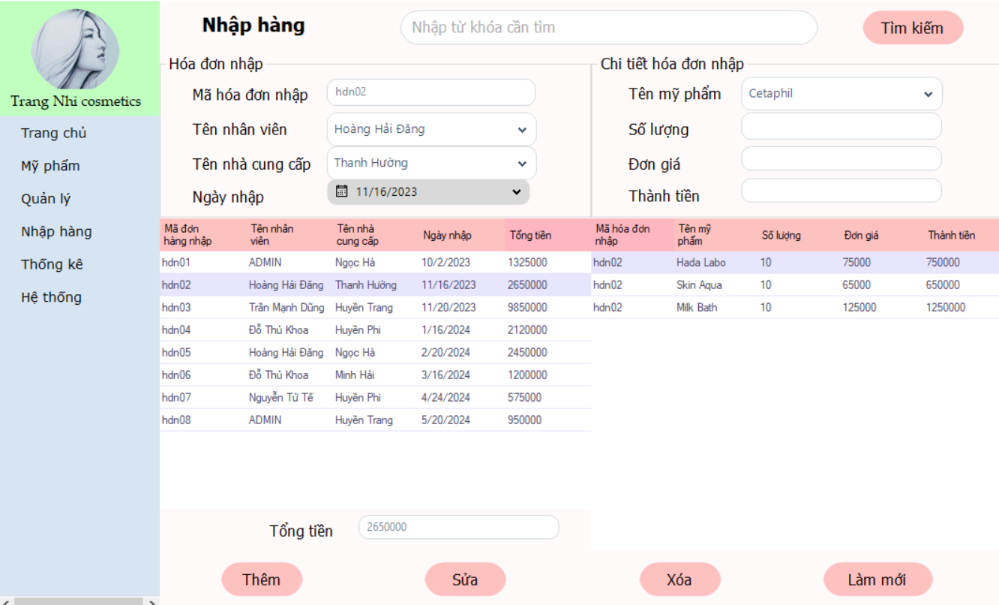 Trang Nhi cosmetics
Trang chủ
Mỹ phẩm
Quản lý
Nhập hàng
Thống kê
Hệ thống
Nhập hàng
Nhập từ khóa cần tìm
Tìm kiếm
Hóa đơn nhập
Mã hóa đơn nhập hdn02
Tên nhân viên Hoàng Hải Đăng
Tên nhà cung cấp Thanh Hường
Ngày nhập 11/16/2023
Chi tiết hóa đơn nhập
Tên mỹ phẩm Cetaphil
Số lượng
Đơn giá
Thành tiền
Mã đơn hàng nhập Tên nhân viên Tên nhà cung cấp Ngày nhập Tổng tiền
hdn01 ADMIN Ngọc Hà 10/2/2023 1325000
hdn02 Hoàng Hải Đăng Thanh Hường 11/16/2023 2650000
hdn03 Trần Mạnh Dũng Huyền Trang 11/20/2023 9850000
hdn04 Đỗ Thủ Khoa Huyền Phi 1/16/2024 2120000
hdn05 Hoàng Hải Đăng Ngọc Hà 2/20/2024 2450000
hdn06 Đỗ Thủ Khoa Minh Hải 3/16/2024 1200000
hdn07 Nguyễn Tử Tế Huyền Phi 4/24/2024 575000
hdn08 ADMIN Huyền Trang 5/20/2024 950000
Mã hóa đơn nhập Tên mỹ phẩm Số lượng Đơn giá Thành tiền
hdn02 Hada Labo 10 75000 750000
hdn02 Skin Aqua 10 65000 650000
hdn02 Milk Bath 10 125000 1250000
Tổng tiền 2650000
Thêm
Sửa
Xóa
Làm mới